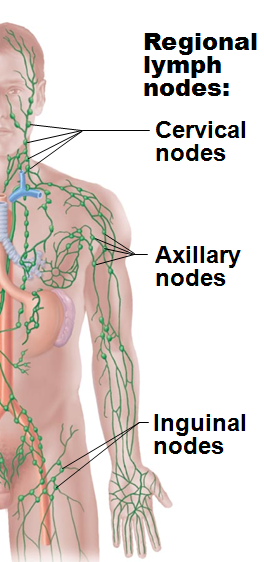 Regional
lymph
nodes:
Cervical
nodes
Axillary
nodes
Inguinal
nodes